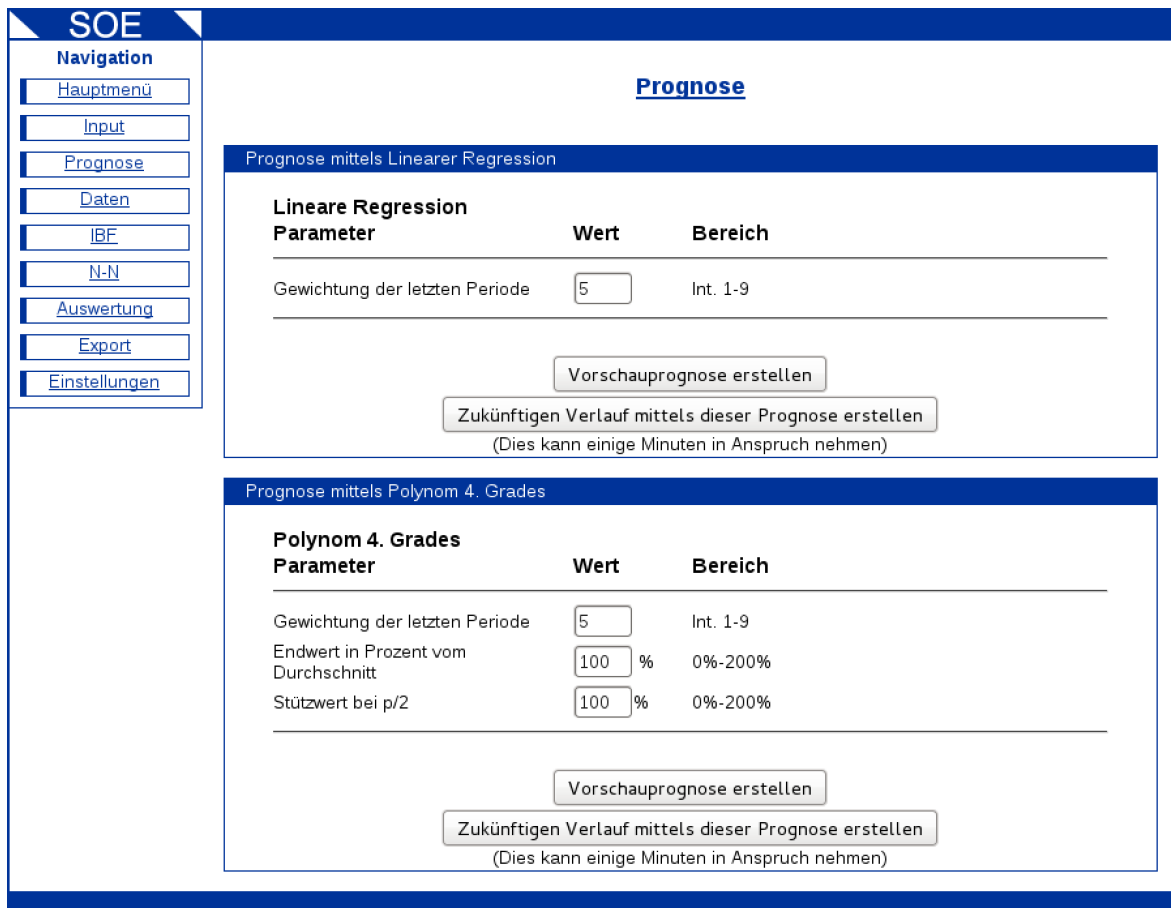 SOE
Navigation
Hauptmenü
Input
Prognose
Daten
IBF
N-N
Auswertung
Export
Einstellungen
Prognose
Prognose mittels Linearer Regression
Lineare Regression
Parameter Wert Bereich
Gewichtung der letzten Periode 5 Int. 1-9
Vorschauprognose erstellen
Zukünftigen Verlauf mittels dieser Prognose erstellen
(Dies kann einige Minuten in Anspruch nehmen)
Prognose mittels Polynom 4. Grades
Polynom 4. Grades
Parameter Wert Bereich
Gewichtung der letzten Periode 5 Int. 1-9
Endwert in Prozent vom
Durchschnitt 100 % 0%-200%
Stützwert bei p/2 100 % 0%-200%
Vorschauprognose erstellen
Zukünftigen Verlauf mittels dieser Prognose erstellen
(Dies kann einige Minuten in Anspruch nehmen)